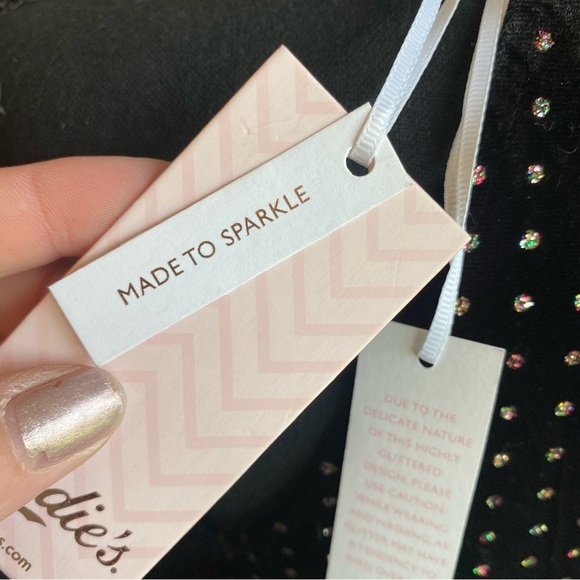 MADE TO SPARKLE
die's.
s.com
DUE TO THE
DELICATE NATURE
OF THIS HIGHLY
GLITTERED
DESIGN, PLEASE
USE CAUTION
WHILE WEARING
AND WASHING, AS
GLITTER MAY HAVE
A TENDENCY TO